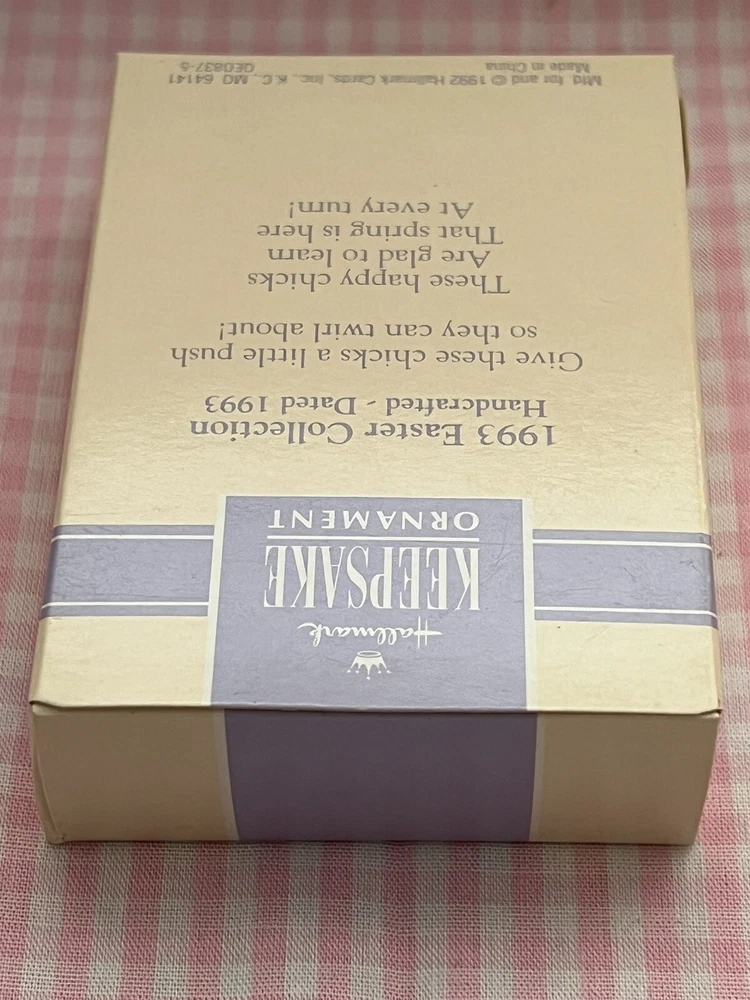 Hallmark
KEEPSAKE
ORNAMENT
1993 Easter Collection
Handcrafted - Dated 1993
Give these chicks a little push
so they can twirl about!
These happy chicks
Are glad to learn
That spring is here
At every turn!
Mfd. for and © 1992 Hallmark Cards, Inc., K.C., MO 64141
Made in China QEO837-5